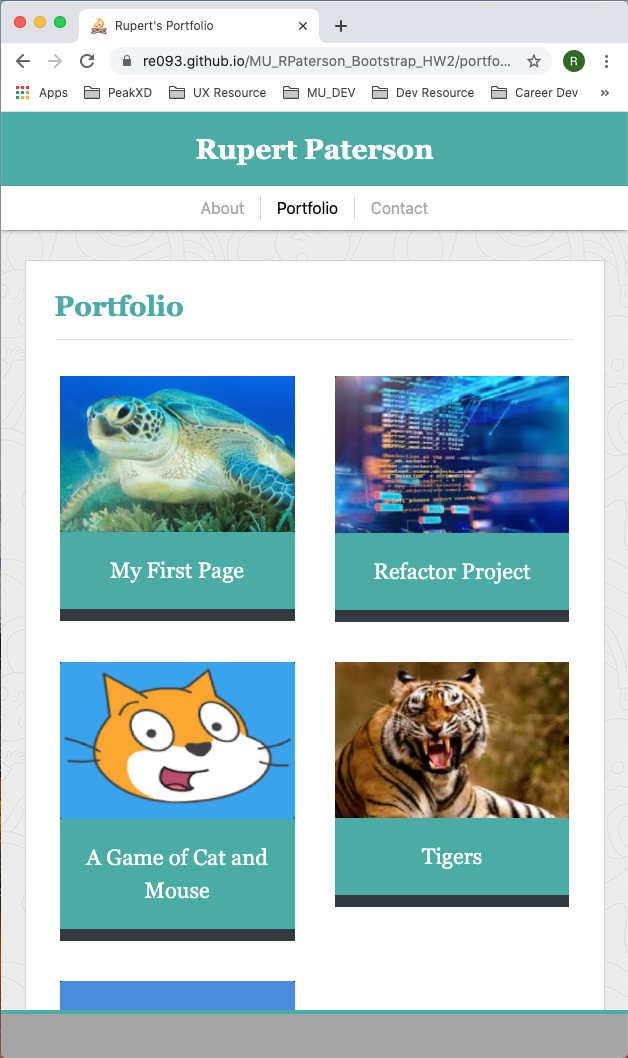 Rupert's Portfolio
re093.github.io/MU_RPaterson_Bootstrap_HW2/portfo...
R
Apps PeakXD UX Resource MU_DEV Dev Resource Career Dev »
Rupert Paterson
About Portfolio Contact
Portfolio
My First Page
Refactor Project
A Game of Cat and
Mouse
Tigers